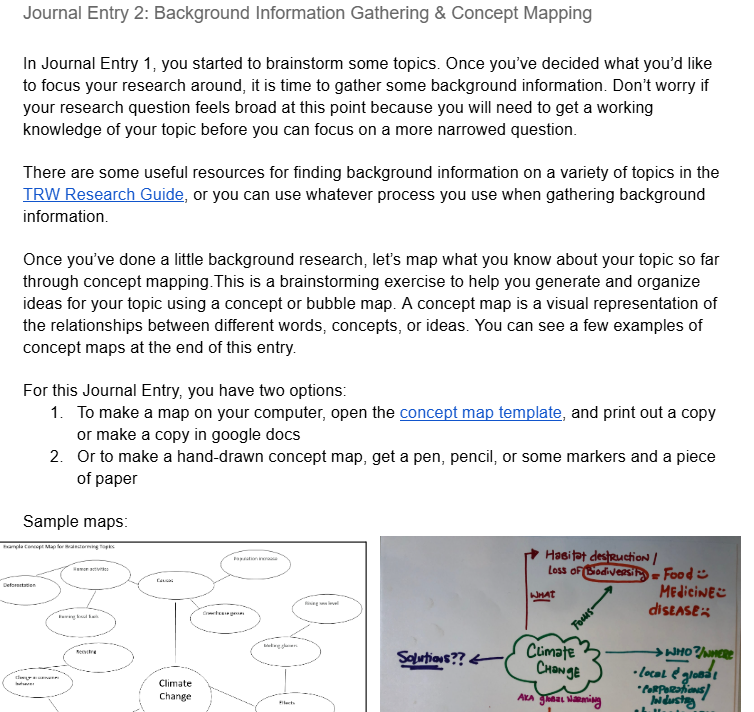 Journal Entry 2: Background Information Gathering & Concept Mapping
In Journal Entry 1, you started to brainstorm some topics. Once you've decided what you'd like
to focus your research around, it is time to gather some background information. Don't worry if
your research question feels broad at this point because you will need to get a working
knowledge of your topic before you can focus on a more narrowed question.
There are some useful resources for finding background information on a variety of topics in the
TRW Research Guide, or you can use whatever process you use when gathering background
information.
Once you've done a little background research, let's map what you know about your topic so far
through concept mapping.This is a brainstorming exercise to help you generate and organize
ideas for your topic using a concept or bubble map. A concept map is a visual representation of
the relationships between different words, concepts, or ideas. You can see a few examples of
concept maps at the end of this entry.
For this Journal Entry, you have two options:
1. To make a map on your computer, open the concept map template, and print out a copy
or make a copy in google docs
2. Or to make a hand-drawn concept map, get a pen, pencil, or some markers and a piece
of paper
Sample maps:
Example Concept Map for Brainstorming Topics
Population increase
Human activities
Causes
Deforestation
Rising sea level
Greenhouse gases
Burning fossil fuels
Melting glaciers
Recycling
Change in consumer
behavior
Climate
Change
Effects
Habitat destruction /
Loss of Biodiversity = Food
MEDICINE
DISEASE
WHAT
FOCUS
Solutions??
Climate
CHANGE
WHO?/WHERE
• Local & global
• CORPORATIONS/
Industry
AKA global warming